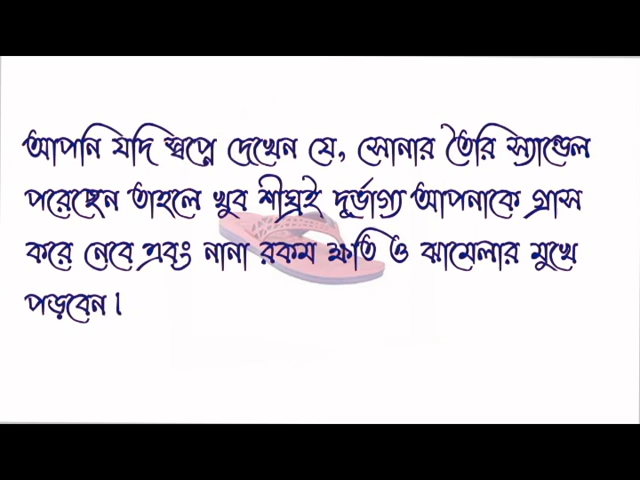 আপনি যদি স্বপ্নে দেখেন যে, সোনার তৈরি স্যান্ডেল
পরেছেন তাহলে খুব শীঘ্রই দূর্ভাগ্য আপনাকে গ্রাস
করে নেবে এবং নানা রকম ক্ষতি ও ঝামেলার মুখে
পড়বেন।